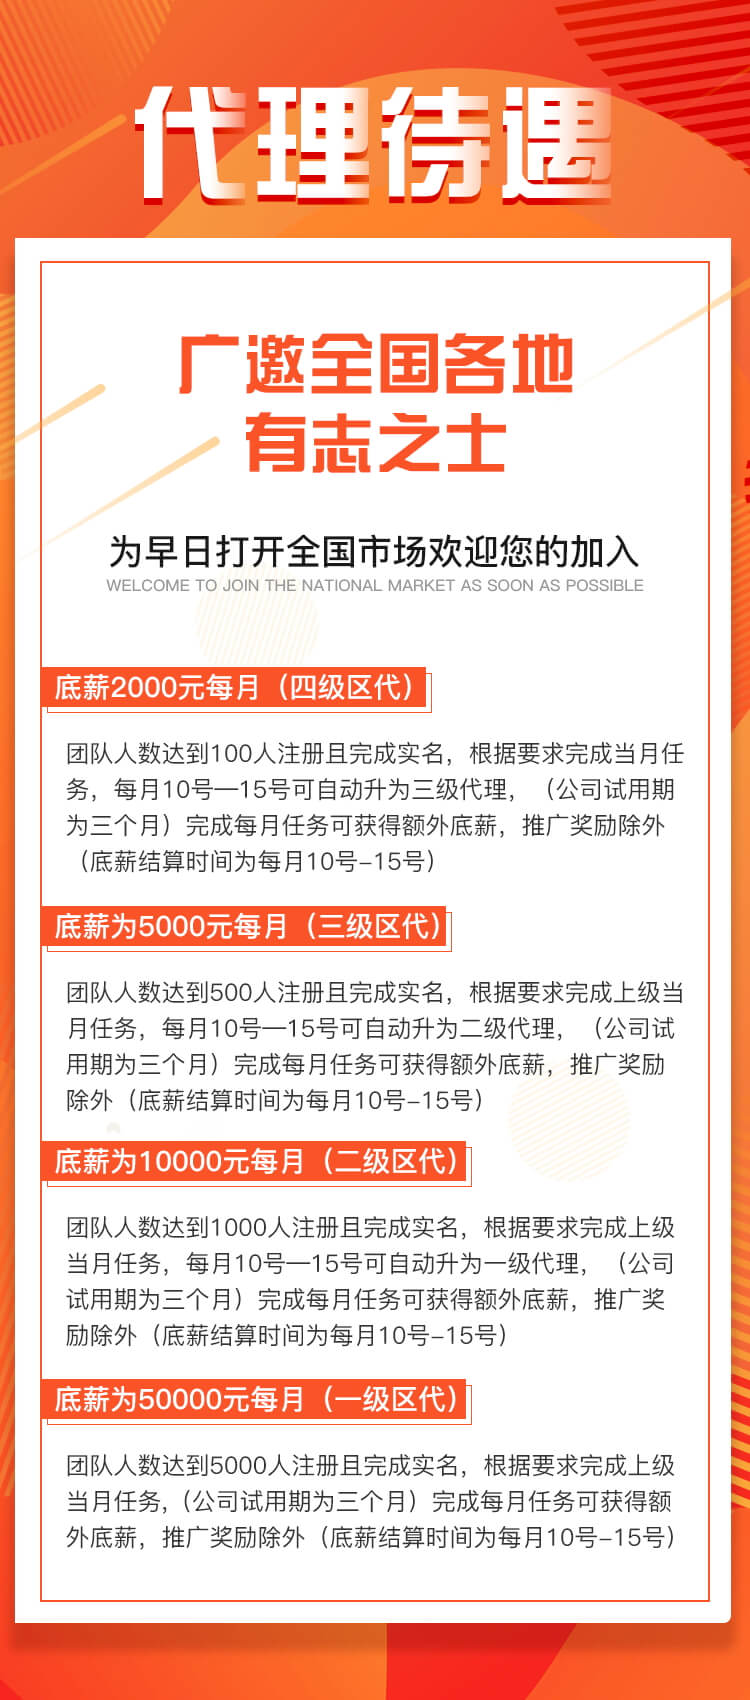 代理待遇
广邀全国各地
有志之士
为早日打开全国市场欢迎您的加入
WELCOME TO JOIN THE NATIONAL MARKET AS SOON AS POSSIBLE
底薪2000元每月（四级区代）
团队人数达到100人注册且完成实名，根据要求完成当月任
务，每月10号—15号可自动升为三级代理，（公司试用期
为三个月）完成每月任务可获得额外底薪，推广奖励除外
（底薪结算时间为每月10号-15号）
底薪为5000元每月（三级区代）
团队人数达到500人注册且完成实名，根据要求完成上级当
月任务，每月10号—15号可自动升为二级代理，（公司试
用期为三个月）完成每月任务可获得额外底薪，推广奖励
除外（底薪结算时间为每月10号-15号）
底薪为10000元每月（二级区代）
团队人数达到1000人注册且完成实名，根据要求完成上级
当月任务，每月10号—15号可自动升为一级代理，（公司
试用期为三个月）完成每月任务可获得额外底薪，推广奖
励除外（底薪结算时间为每月10号-15号）
底薪为50000元每月（一级区代）
团队人数达到5000人注册且完成实名，根据要求完成上级
当月任务,（公司试用期为三个月）完成每月任务可获得额
外底薪，推广奖励除外（底薪结算时间为每月10号-15号）